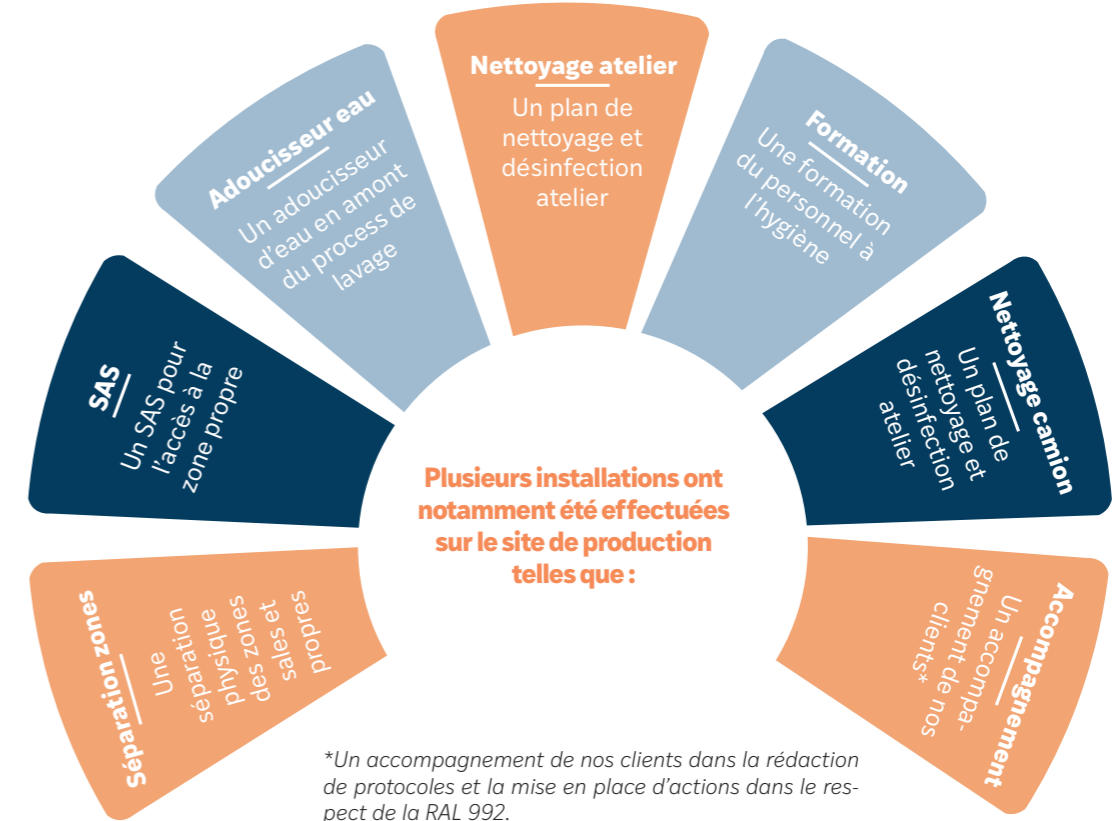 Séparation zones
Une
séparation
physique
des zones
sales et
propres
SAS
Un SAS pour
l'accès à la
zone propre
Adoucisseur eau
Un adoucisseur
d'eau en amont
du process de
lavage
Nettoyage atelier
Un plan de
nettoyage et
désinfection
atelier
Formation
Une formation
du personnel à
l'hygiène
Nettoyage camion
Un plan de
nettoyage et
désinfection
atelier
Accompagnement
Un accompa-
gnement de nos
clients*
Plusieurs installations ont
notamment été effectuées
sur le site de production
telles que :
*Un accompagnement de nos clients dans la rédaction
de protocoles et la mise en place d'actions dans le res-
pect de la RAL 992.